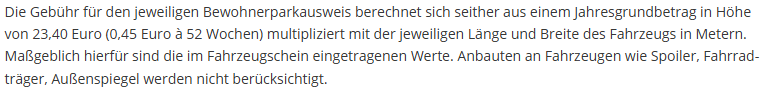 Die Gebühr für den jeweiligen Bewohnerparkausweis berechnet sich seither aus einem Jahresgrundbetrag in Höhe
von 23,40 Euro (0,45 Euro à 52 Wochen) multipliziert mit der jeweiligen Länge und Breite des Fahrzeugs in Metern.
Maßgeblich hierfür sind die im Fahrzeugschein eingetragenen Werte. Anbauten an Fahrzeugen wie Spoiler, Fahrrad-
träger, Außenspiegel werden nicht berücksichtigt.